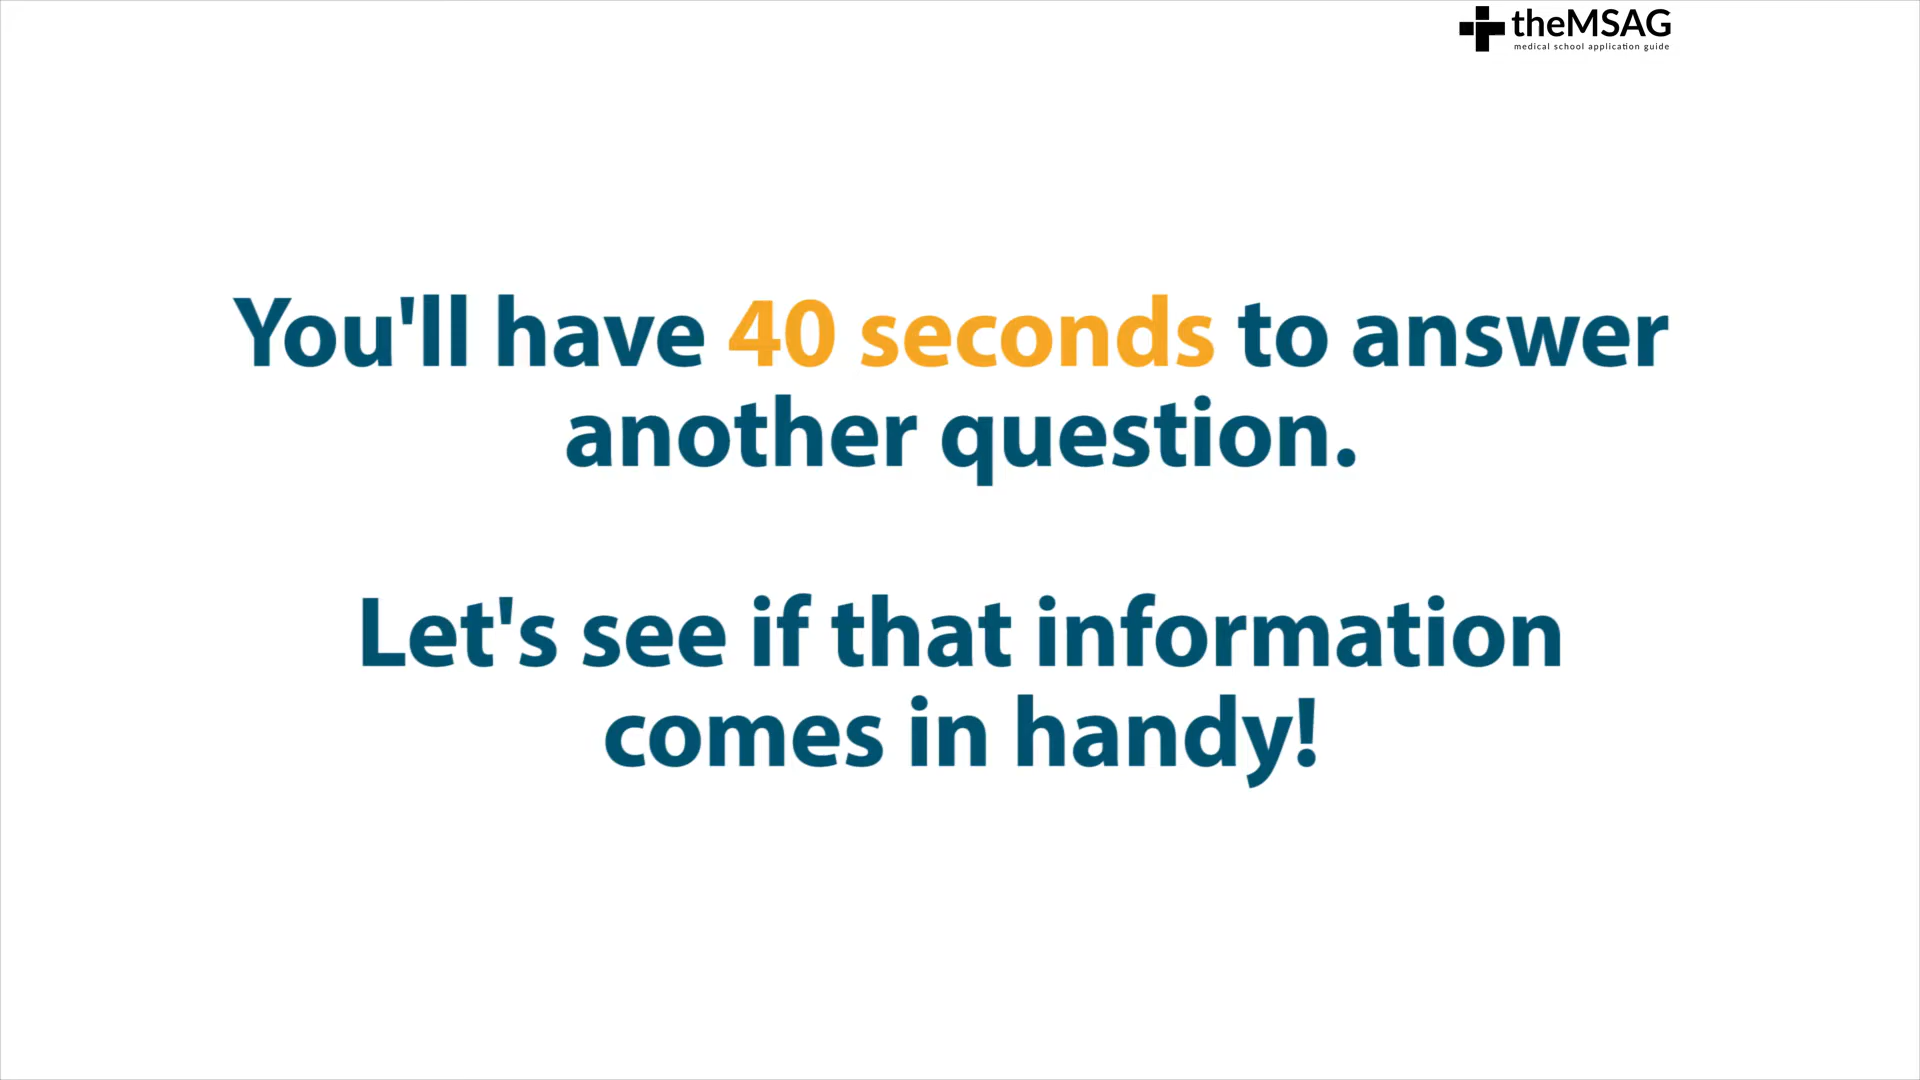 theMSAG
medical school application guide
You'll have 40 seconds to answer
another question.
Let's see if that information
comes in handy!